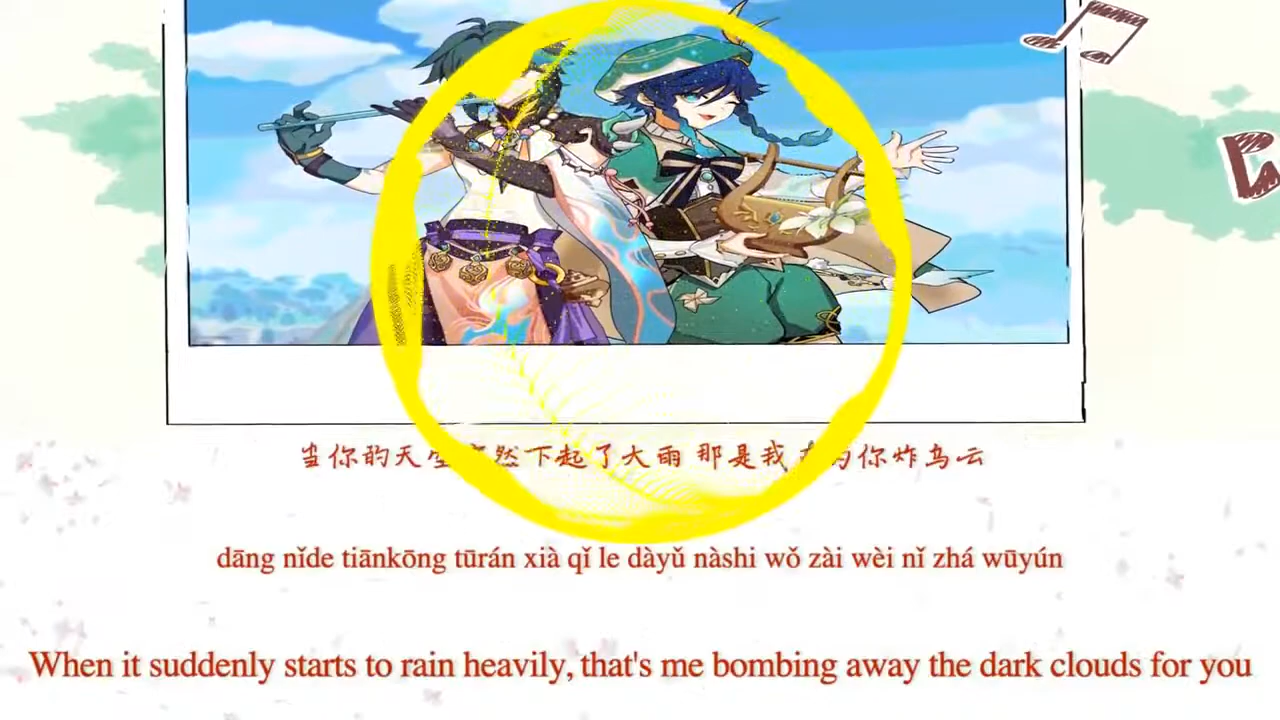 当你的天空 然下起了大雨 那是我 你炸乌云
dāng nǐde tiānkōng tūrán xià qǐ le dàyǔ nàshi wǒ zài wèi nǐ zhá wūyún
When it suddenly starts to rain heavily, that's me bombing away the dark clouds for you